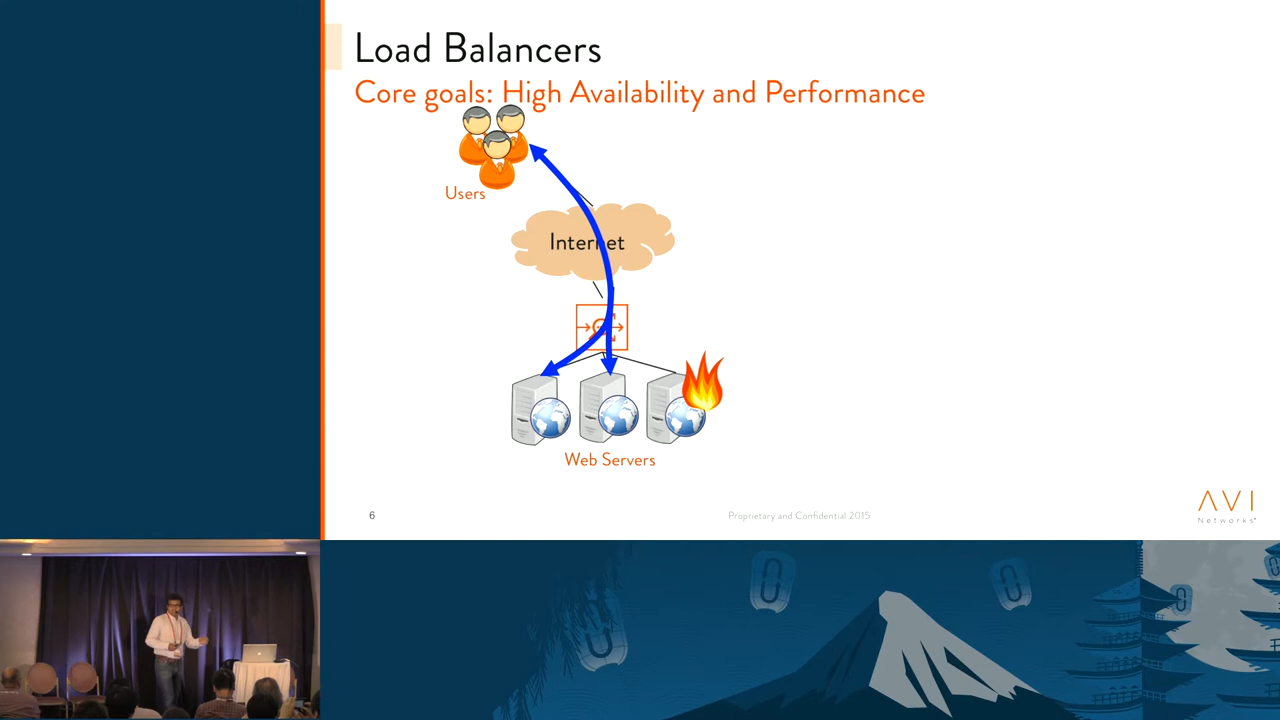 Load Balancers
Core goals: High Availability and Performance
Users
Internet
Web Servers
6
Proprietary and Confidential 2015
AVI
Networks